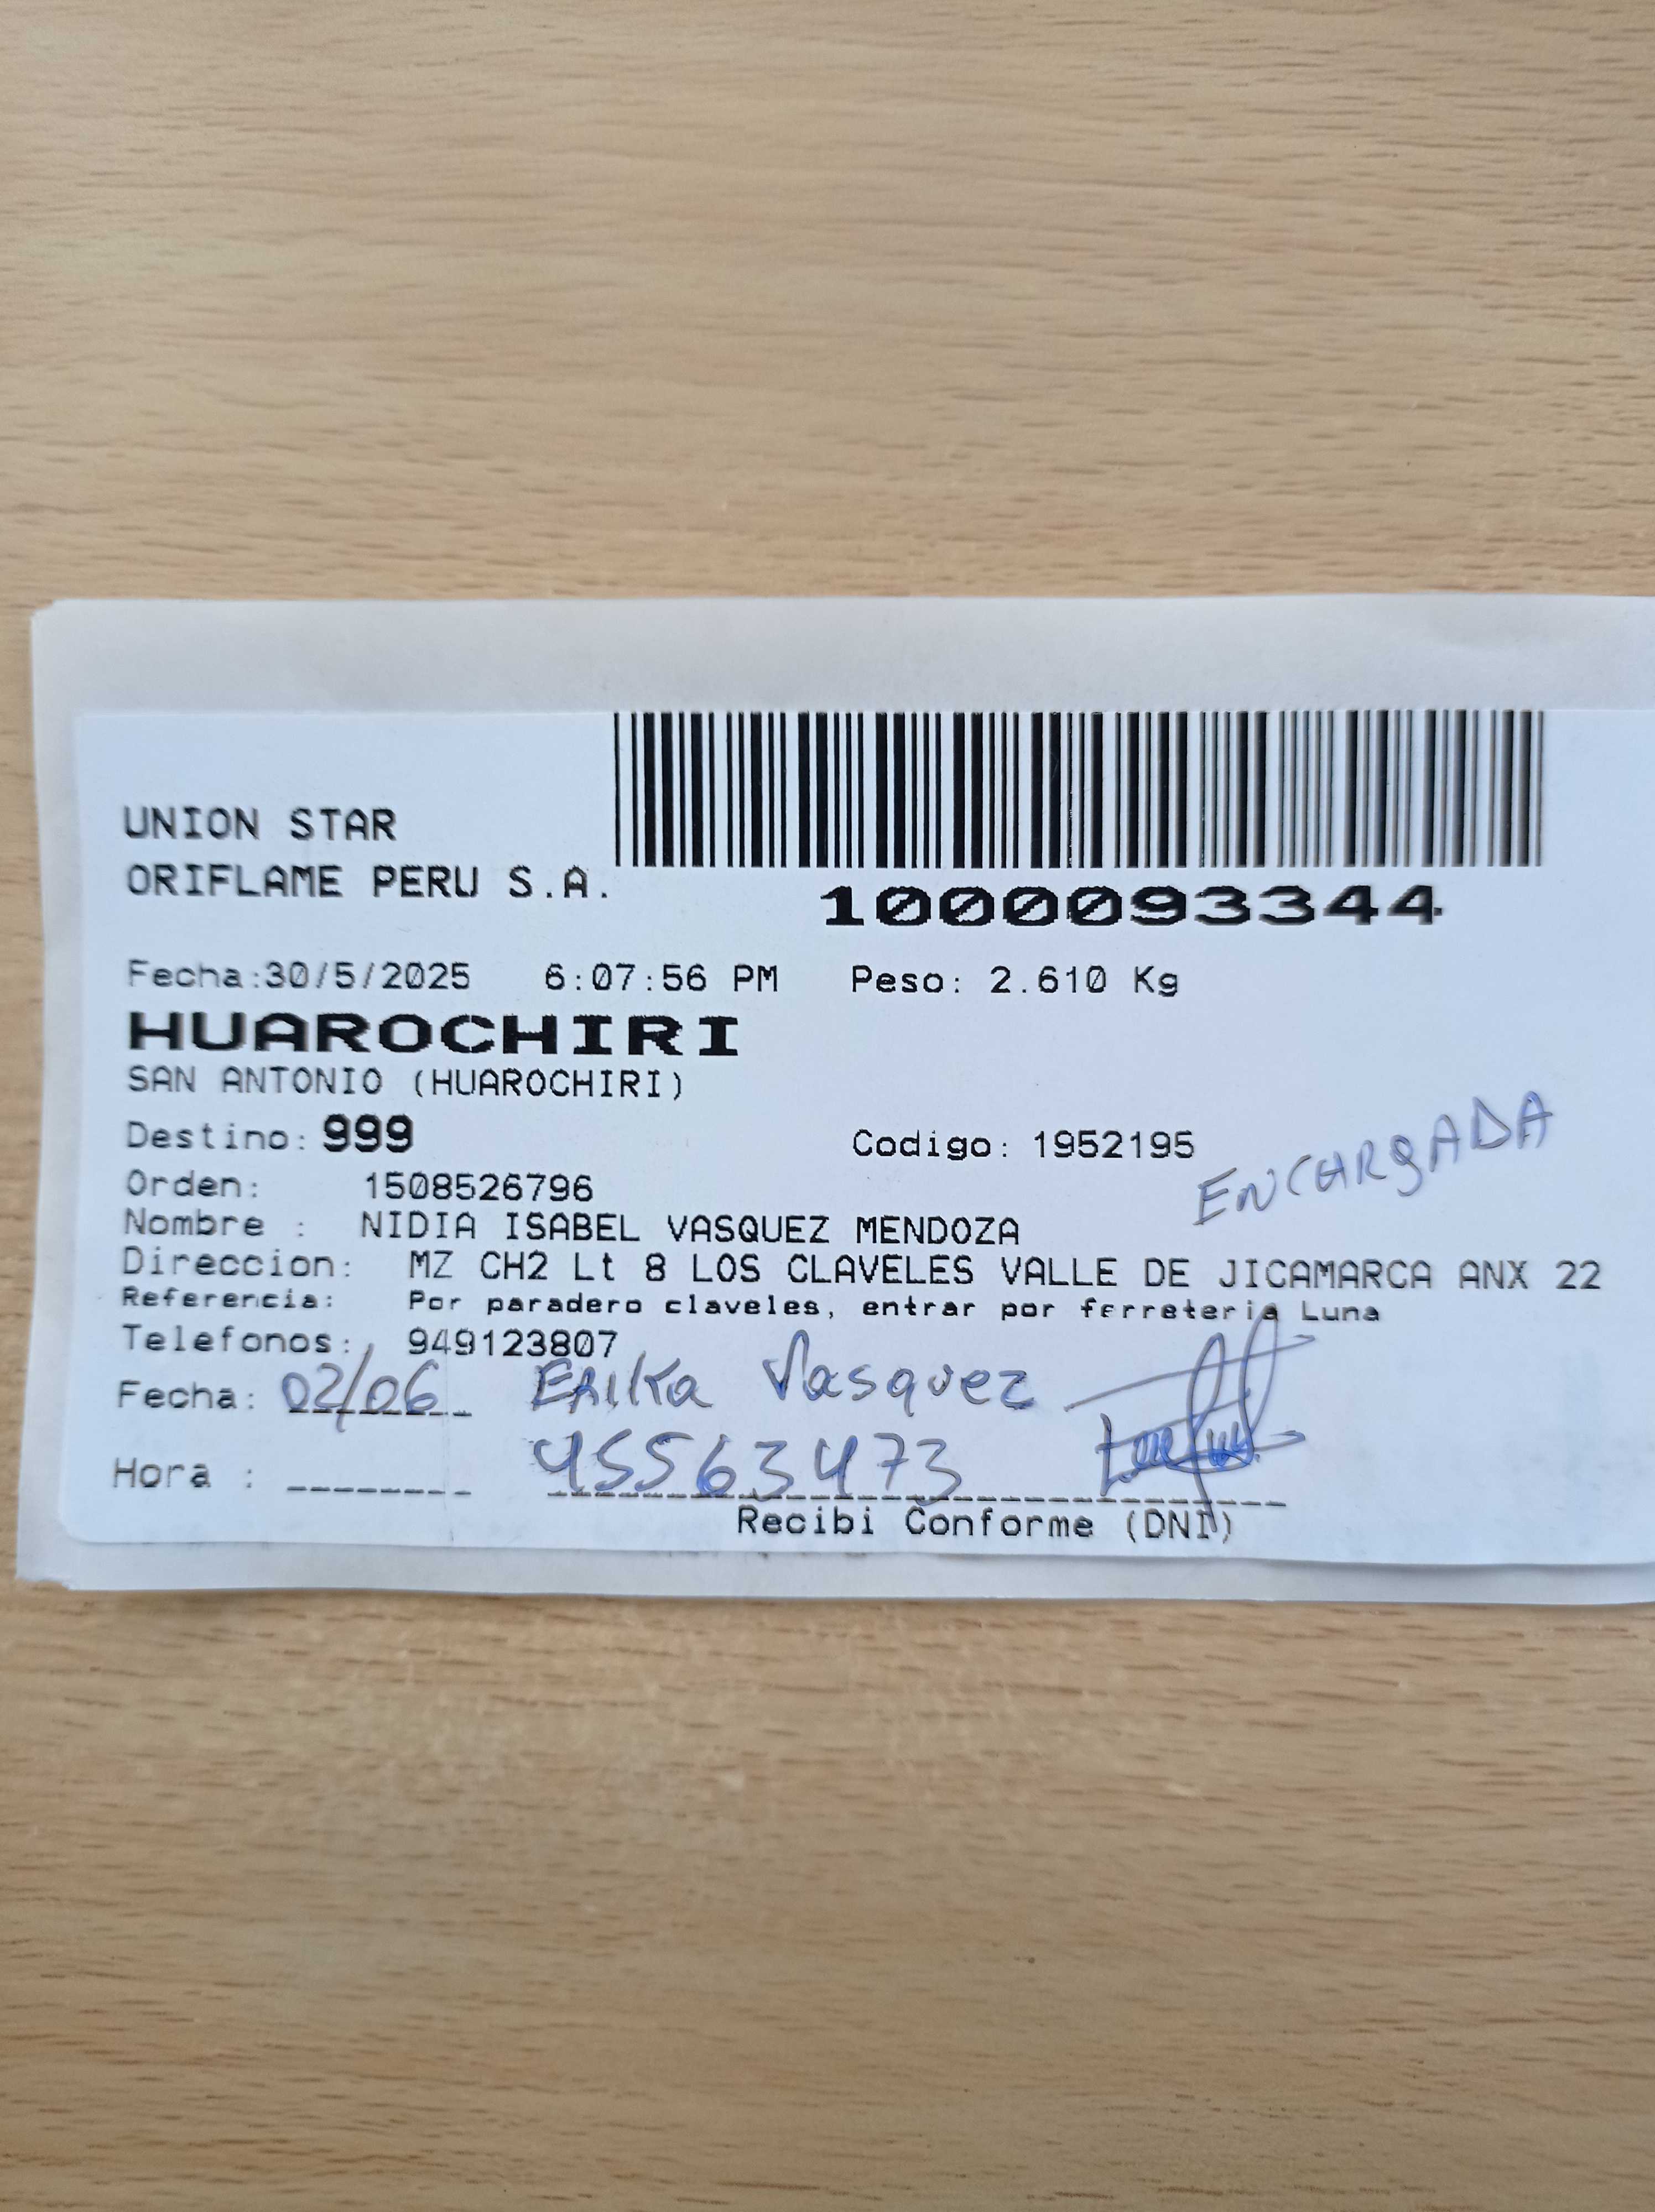 UNION STAR
ORIFLAME PERU S.A.
1000093344
Fecha:30/5/2025 6:07:56 PM Peso: 2.610 Kg
HUAROCHIRI
SAN ANTONIO (HUAROCHIRI)
Destino: 999 Codigo: 1952195
ENCARGADA
Orden: 1508526796
Nombre : NIDIA ISABEL VASQUEZ MENDOZA
Direccion: MZ CH2 Lt 8 LOS CLAVELES VALLE DE JICAMARCA ANX 22
Referencia: Por paradero claveles, entrar por ferreteria Luna
Telefonos: 949123807
Fecha: 02/06 Erika Vasquez
Hora : 45563473
Recibi Conforme (DNI)